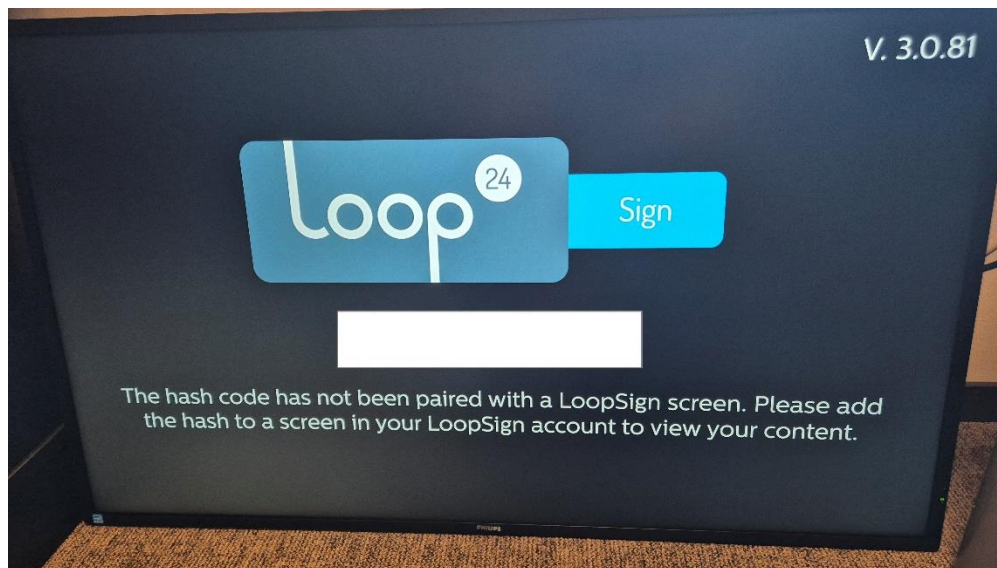 V. 3.0.81
Loop 24
Sign
The hash code has not been paired with a LoopSign screen. Please add
the hash to a screen in your LoopSign account to view your content.
PHILIPS